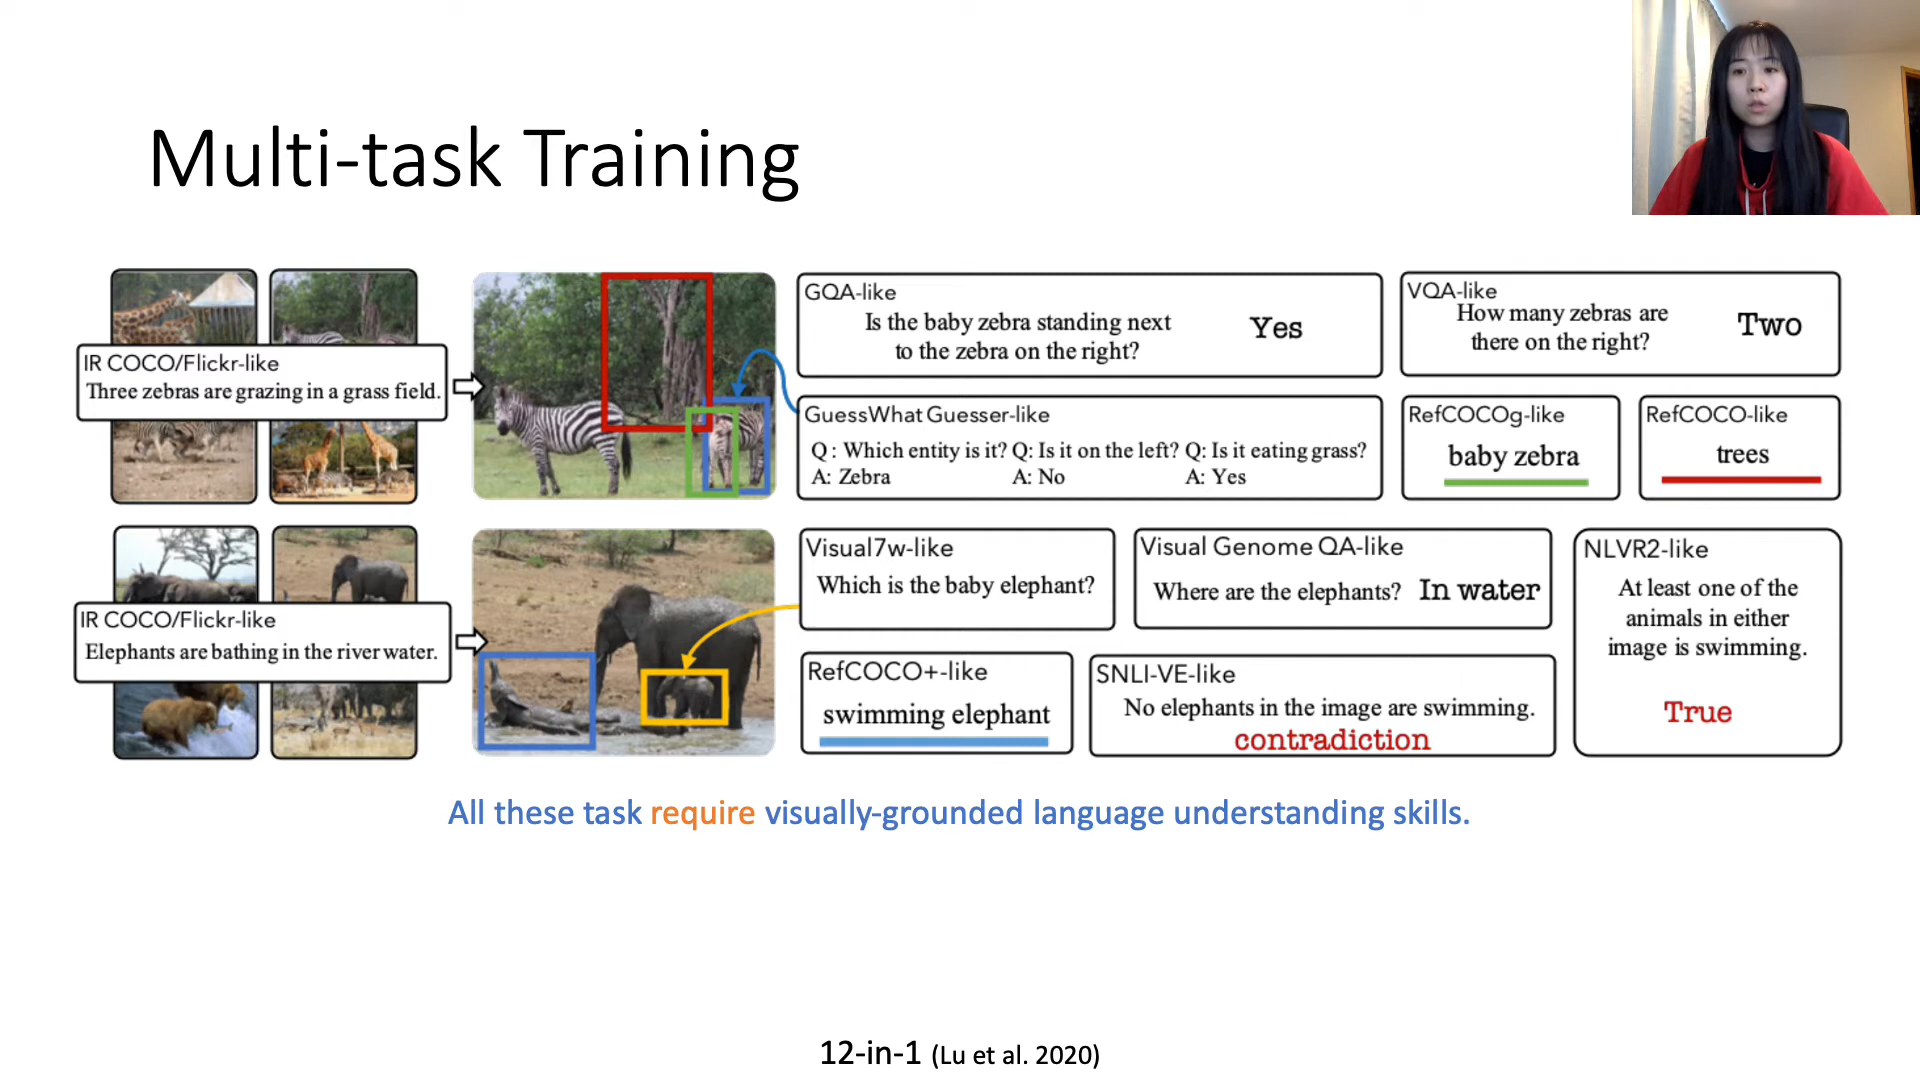 Multi-task Training
IR COCO/Flickr-like
Three zebras are grazing in a grass field.
GQA-like
Is the baby zebra standing next
to the zebra on the right?
Yes
VQA-like
How many zebras are
there on the right?
Two
GuessWhat Guesser-like
Q : Which entity is it? Q: Is it on the left? Q: Is it eating grass?
A: Zebra A: No A: Yes
RefCOCOg-like
baby zebra
RefCOCO-like
trees
IR COCO/Flickr-like
Elephants are bathing in the river water.
Visual7w-like
Which is the baby elephant?
Visual Genome QA-like
Where are the elephants? In water
NLVR2-like
At least one of the
animals in either
image is swimming.
True
RefCOCO+-like
swimming elephant
SNLI-VE-like
No elephants in the image are swimming.
contradiction
All these task require visually-grounded language understanding skills.
12-in-1 (Lu et al. 2020)